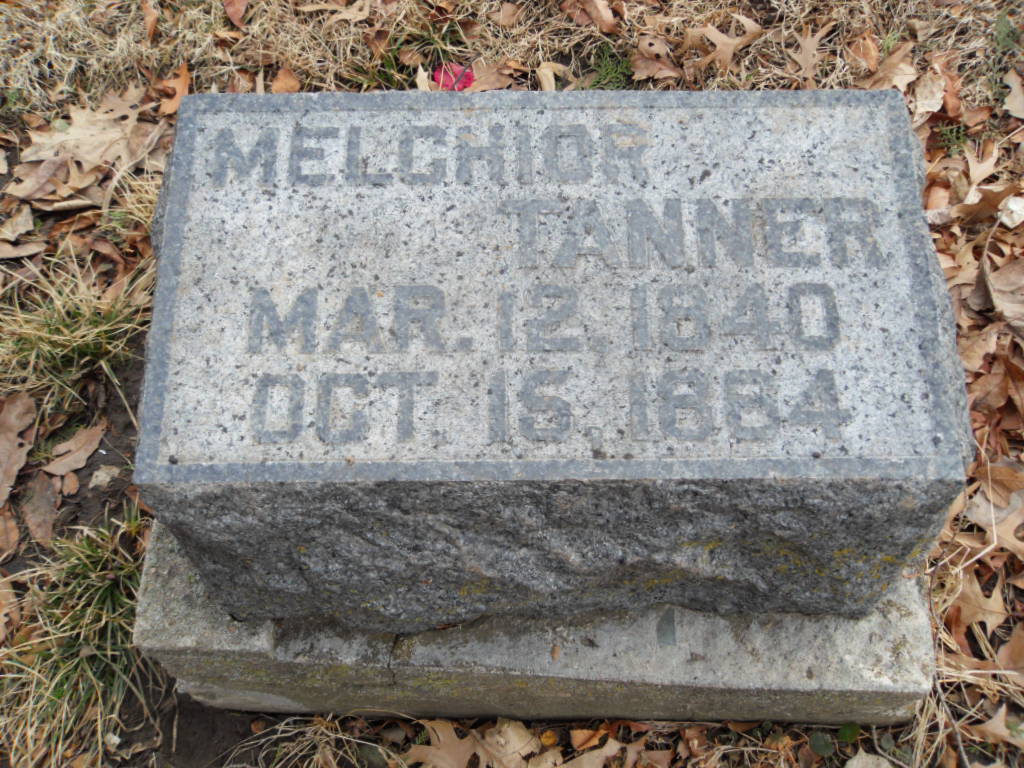 MELCHIOR
TANNER
MAR. 12, 1840
OCT. 15, 1884